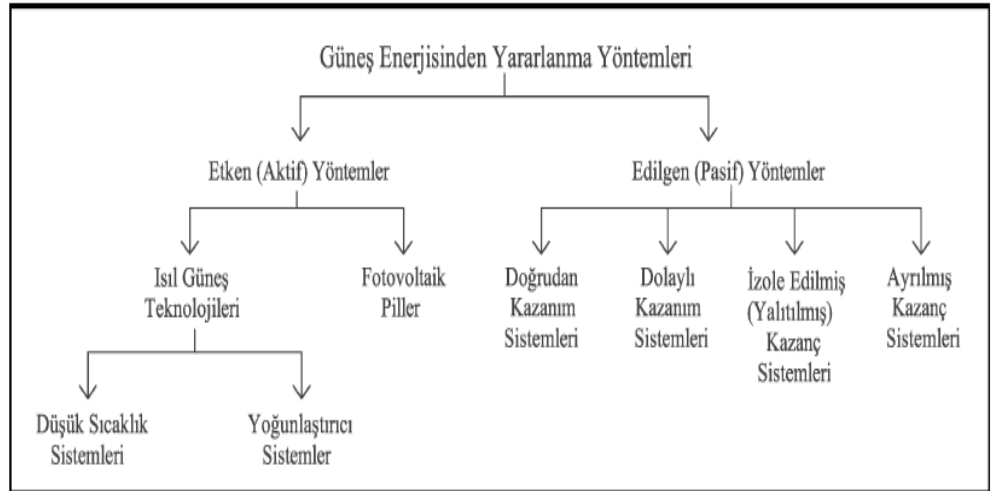 Güneş Enerjisinden Yararlanma Yöntemleri
Etken (Aktif) Yöntemler
Edilgen (Pasif) Yöntemler
Isıl Güneş
Teknolojileri
Fotovoltaik
Piller
Doğrudan
Kazanım
Sistemleri
Dolaylı
Kazanım
Sistemleri
İzole Edilmiş
(Yalıtılmış)
Kazanç
Sistemleri
Ayrılmış
Kazanç
Sistemleri
Düşük Sıcaklık
Sistemleri
Yoğunlaştırıcı
Sistemler